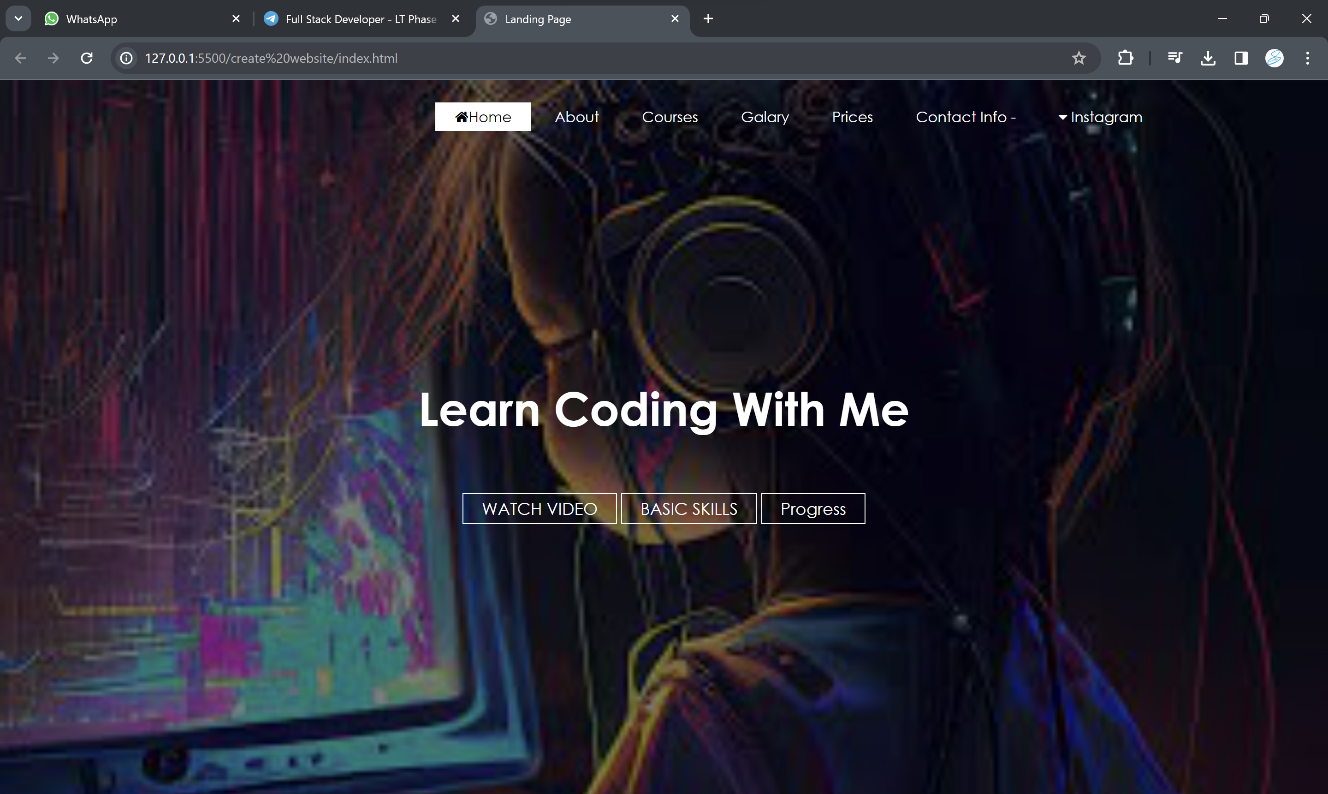 WhatsApp
Full Stack Developer - LT Phase
Landing Page
127.0.0.1:5500/create%20website/index.html
Home About Courses Galary Prices Contact Info - Instagram
Learn Coding With Me
WATCH VIDEO BASIC SKILLS Progress